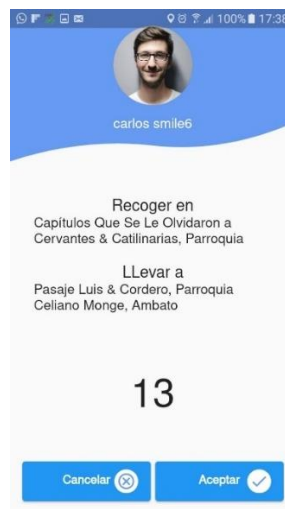 100% 17:38
carlos smile6
Recoger en
Capítulos Que Se Le Olvidaron a
Cervantes & Catilinarias, Parroquia
LLevar a
Pasaje Luis & Cordero, Parroquia
Celiano Monge, Ambato
13
Cancelar
Aceptar